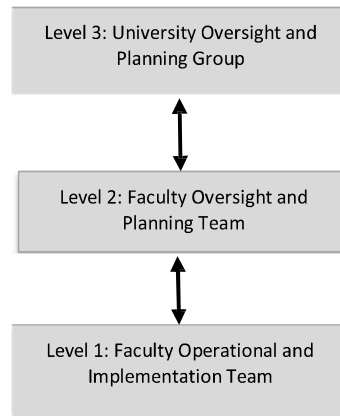 Level 3: University Oversight and
Planning Group
Level 2: Faculty Oversight and
Planning Team
Level 1: Faculty Operational and
Implementation Team